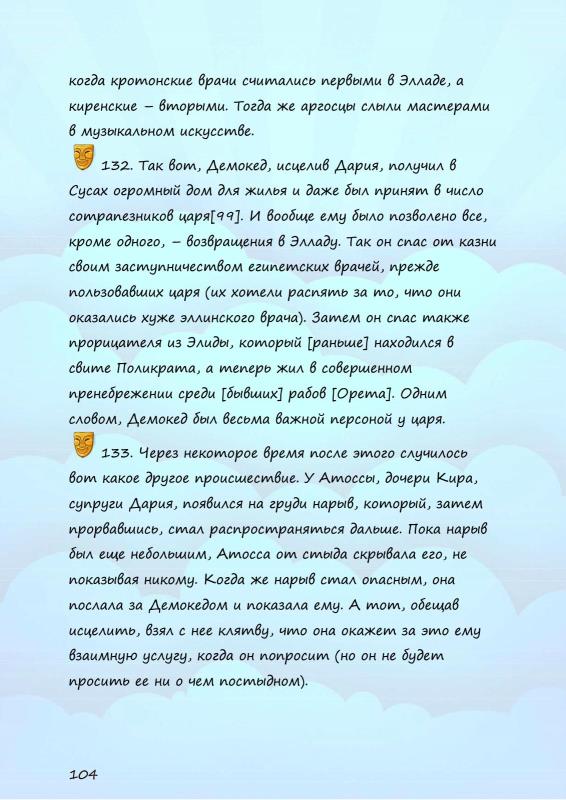 когда кротонские врачи считались первыми в Элладе, а
киренские – вторыми. Тогда же аргосцы слыли мастерами
в музыкальном искусстве.
132. Так вот, Демокед, исцелив Дария, получил в
Сусах огромный дом для жилья и даже был принят в число
сотрапезников царя[99]. И вообще ему было позволено все,
кроме одного, – возвращения в Элладу. Так он спас от казни
своим заступничеством египетских врачей, прежде
пользовавших царя (их хотели распять за то, что они
оказались хуже эллинского врача). Затем он спас также
прорицателя из Элиды, который [раньше] находился в
свите Поликрата, а теперь жил в совершенном
пренебрежении среди [бывших] рабов [Орета]. Одним
словом, Демокед был весьма важной персоной у царя.
133. Через некоторое время после этого случилось
вот какое другое происшествие. У Атоссы, дочери Кира,
супруги Дария, появился на груди нарыв, который, затем
прорвавшись, стал распространяться дальше. Пока нарыв
был еще небольшим, Атосса от стыда скрывала его, не
показывая никому. Когда же нарыв стал опасным, она
послала за Демокедом и показала ему. А тот, обещав
исцелить, взял с нее клятву, что она окажет за это ему
взаимную услугу, когда он попросит (но он не будет
просить ее ни о чем постыдном).
104